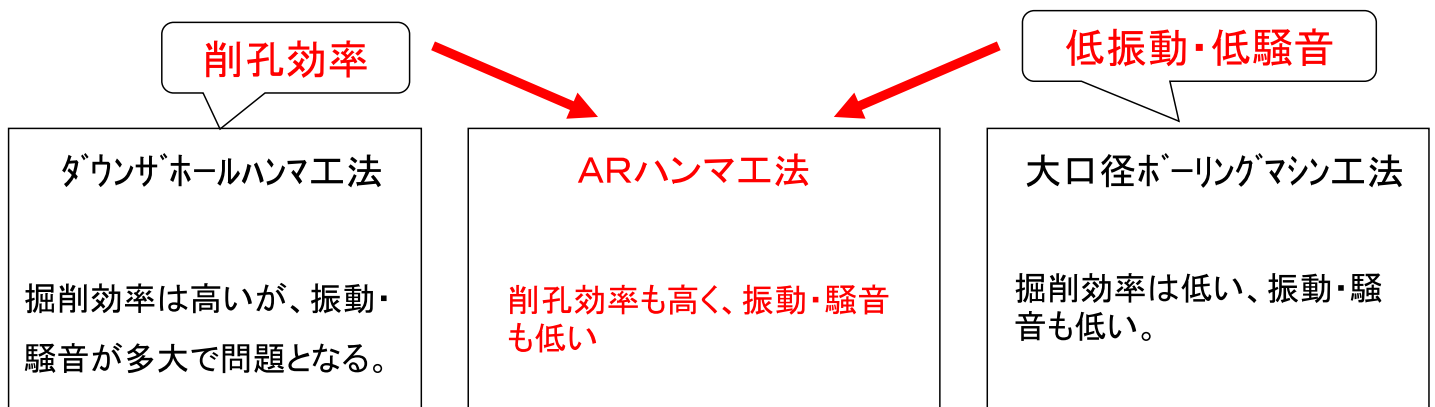 削孔効率
低振動・低騒音
ﾀﾞｳﾝｻﾞﾎｰﾙﾊﾝﾏ工法
掘削効率は高いが、振動・
騒音が多大で問題となる。
ＡＲハンマ工法
削孔効率も高く、振動・騒音
も低い
大口径ﾎﾞｰﾘﾝｸﾞﾏｼﾝ工法
掘削効率は低い、振動・騒
音も低い。